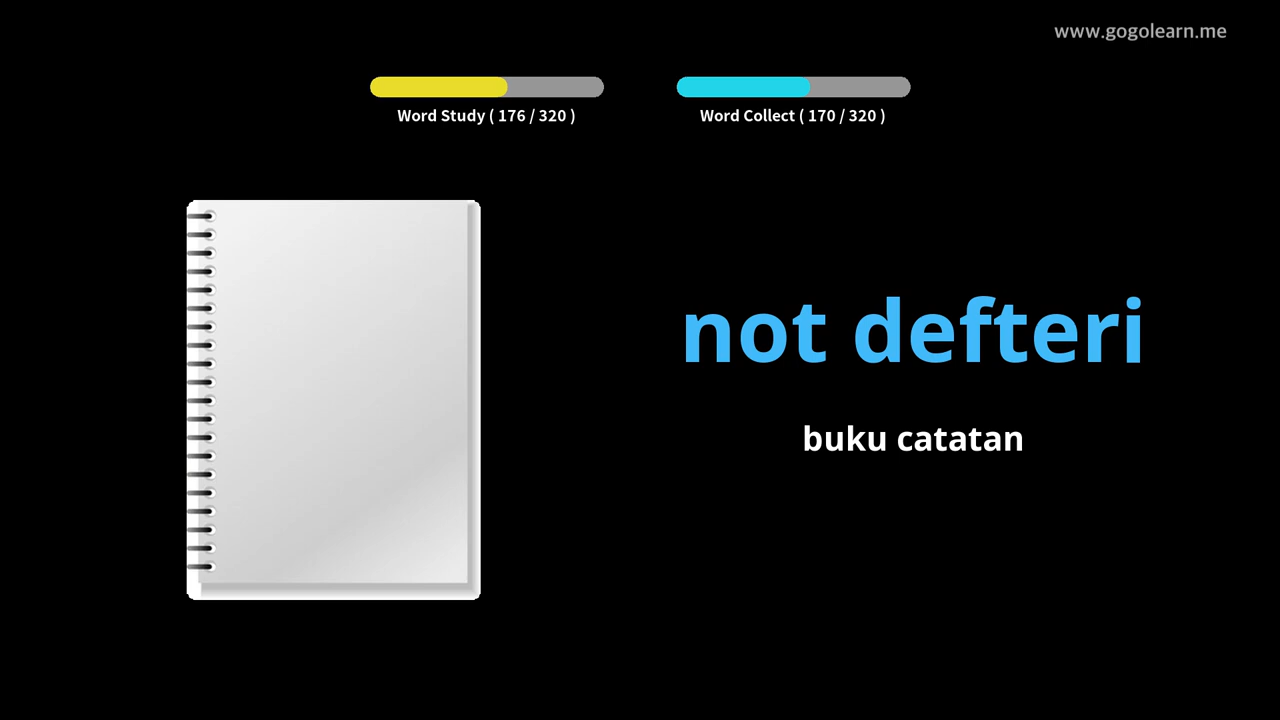 www.gogolearn.me
Word Study ( 176 / 320 )
Word Collect ( 170 / 320 )
not defteri
buku catatan